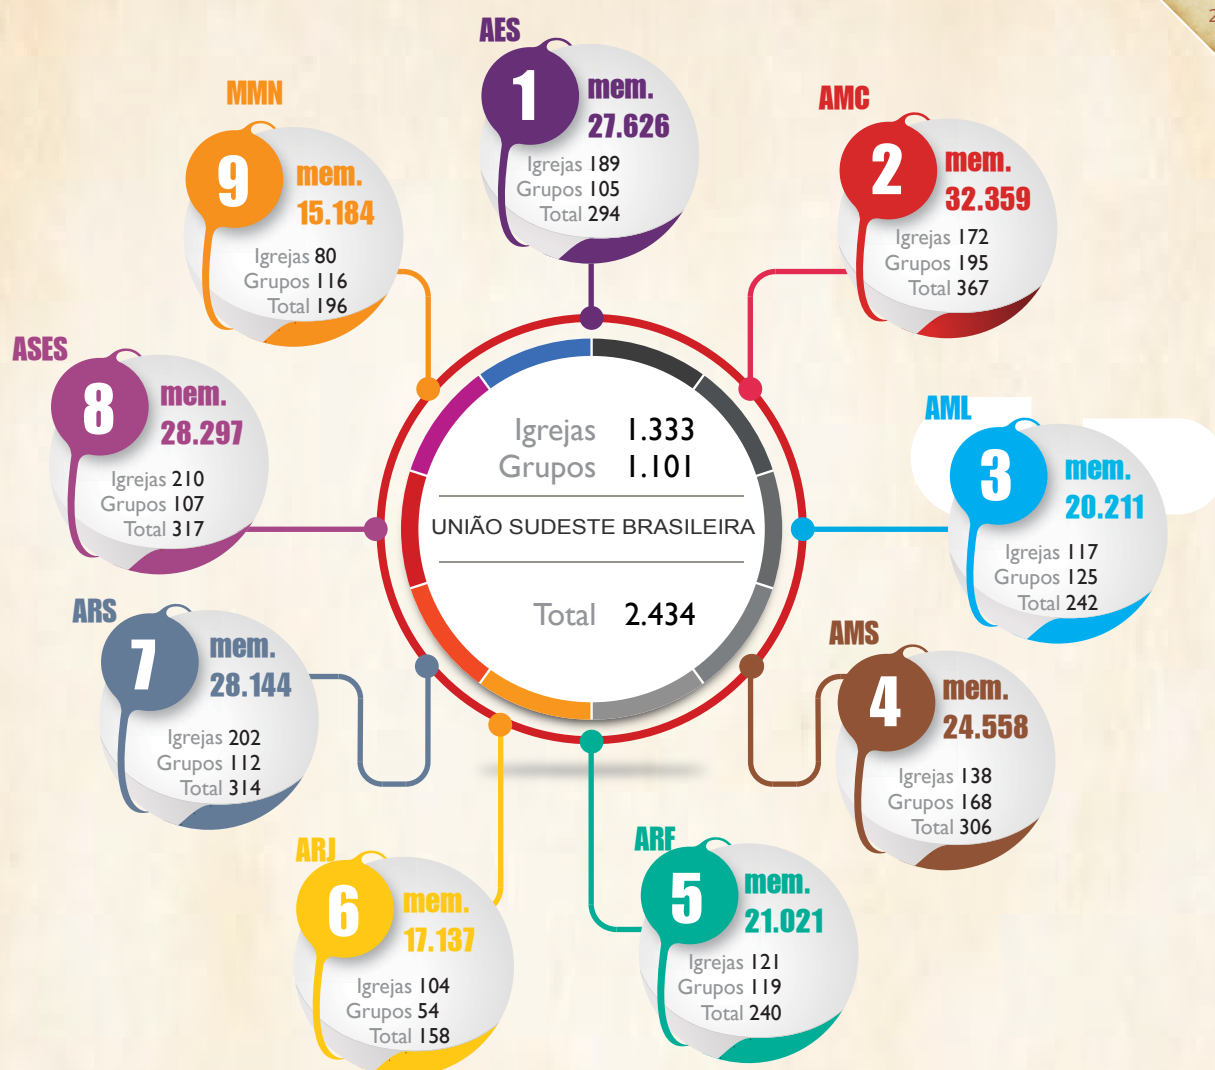 2
AES
1
mem.
27.626
Igrejas 189
Grupos 105
Total 294
AMC
2
mem.
32.359
Igrejas 172
Grupos 195
Total 367
AML
3
mem.
20.211
Igrejas 117
Grupos 125
Total 242
AMS
4
mem.
24.558
Igrejas 138
Grupos 168
Total 306
ARF
5
mem.
21.021
Igrejas 121
Grupos 119
Total 240
ARJ
6
mem.
17.137
Igrejas 104
Grupos 54
Total 158
ARS
7
mem.
28.144
Igrejas 202
Grupos 112
Total 314
ASES
8
mem.
28.297
Igrejas 210
Grupos 107
Total 317
MMN
9
mem.
15.184
Igrejas 80
Grupos 116
Total 196
Igrejas 1.333
Grupos 1.101
UNIÃO SUDESTE BRASILEIRA
Total 2.434